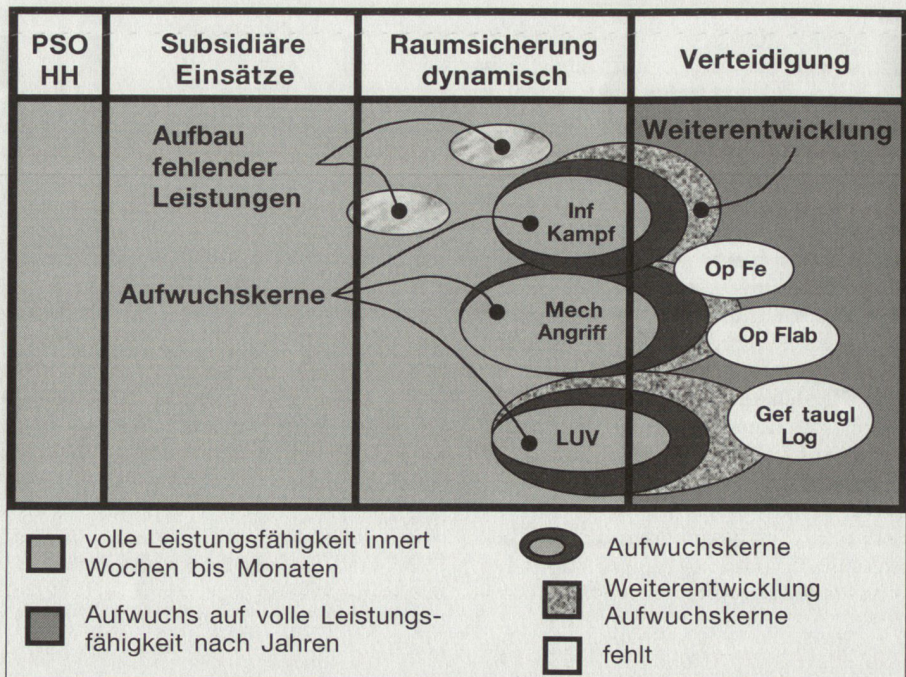 PSO
HH
Subsidiäre
Einsätze
Raumsicherung
dynamisch
Verteidigung
Aufbau
fehlender
Leistungen
Weiterentwicklung
Inf
Kampf
Op Fe
Aufwuchskerne
Mech
Angriff
Op Flab
Gef taugl
Log
LUV
volle Leistungsfähigkeit innert
Wochen bis Monaten
Aufwuchs auf volle Leistungs-
fähigkeit nach Jahren
Aufwuchskerne
Weiterentwicklung
Aufwuchskerne
fehlt